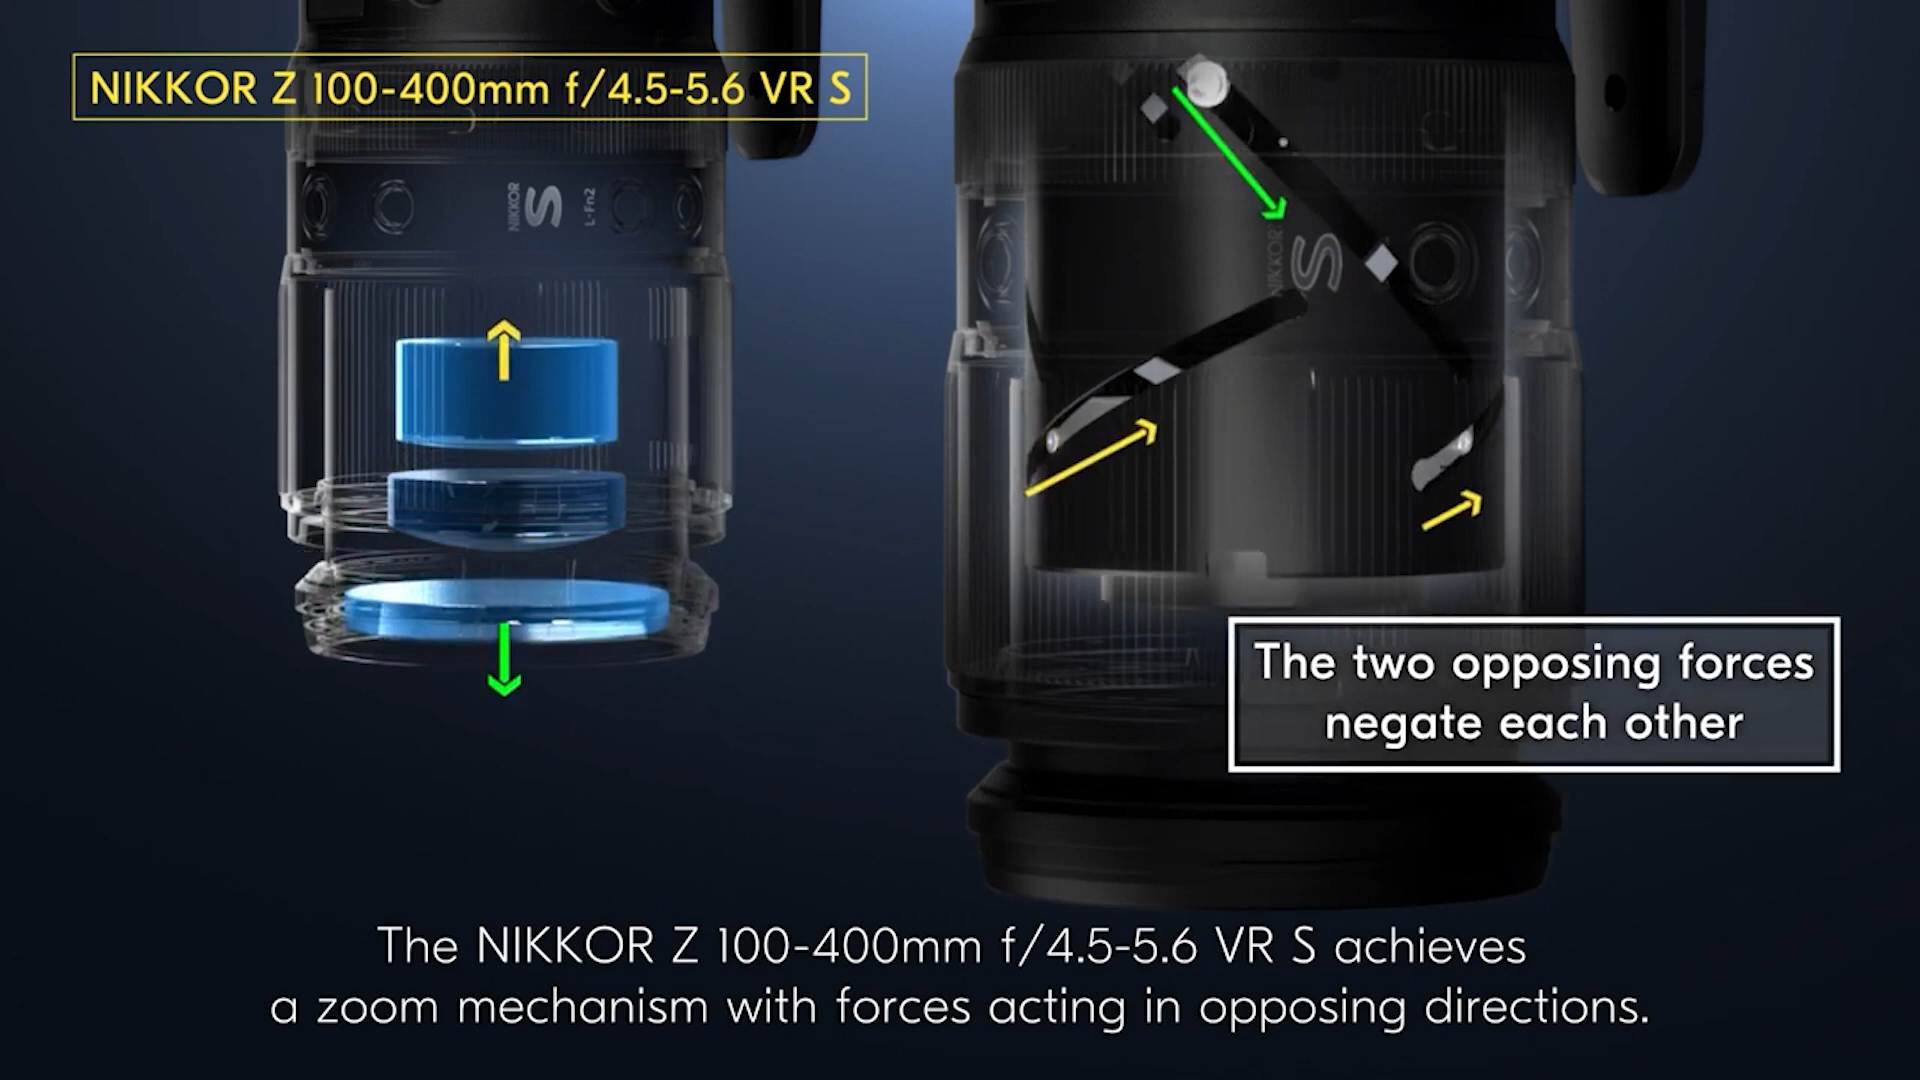 NIKKOR Z 100-400mm f/4.5-5.6 VR S
NIKKOR
S
L-Fn2
NIKKOR
S
The two opposing forces
negate each other
The NIKKOR Z 100-400mm f/4.5-5.6 VR S achieves
a zoom mechanism with forces acting in opposing directions.